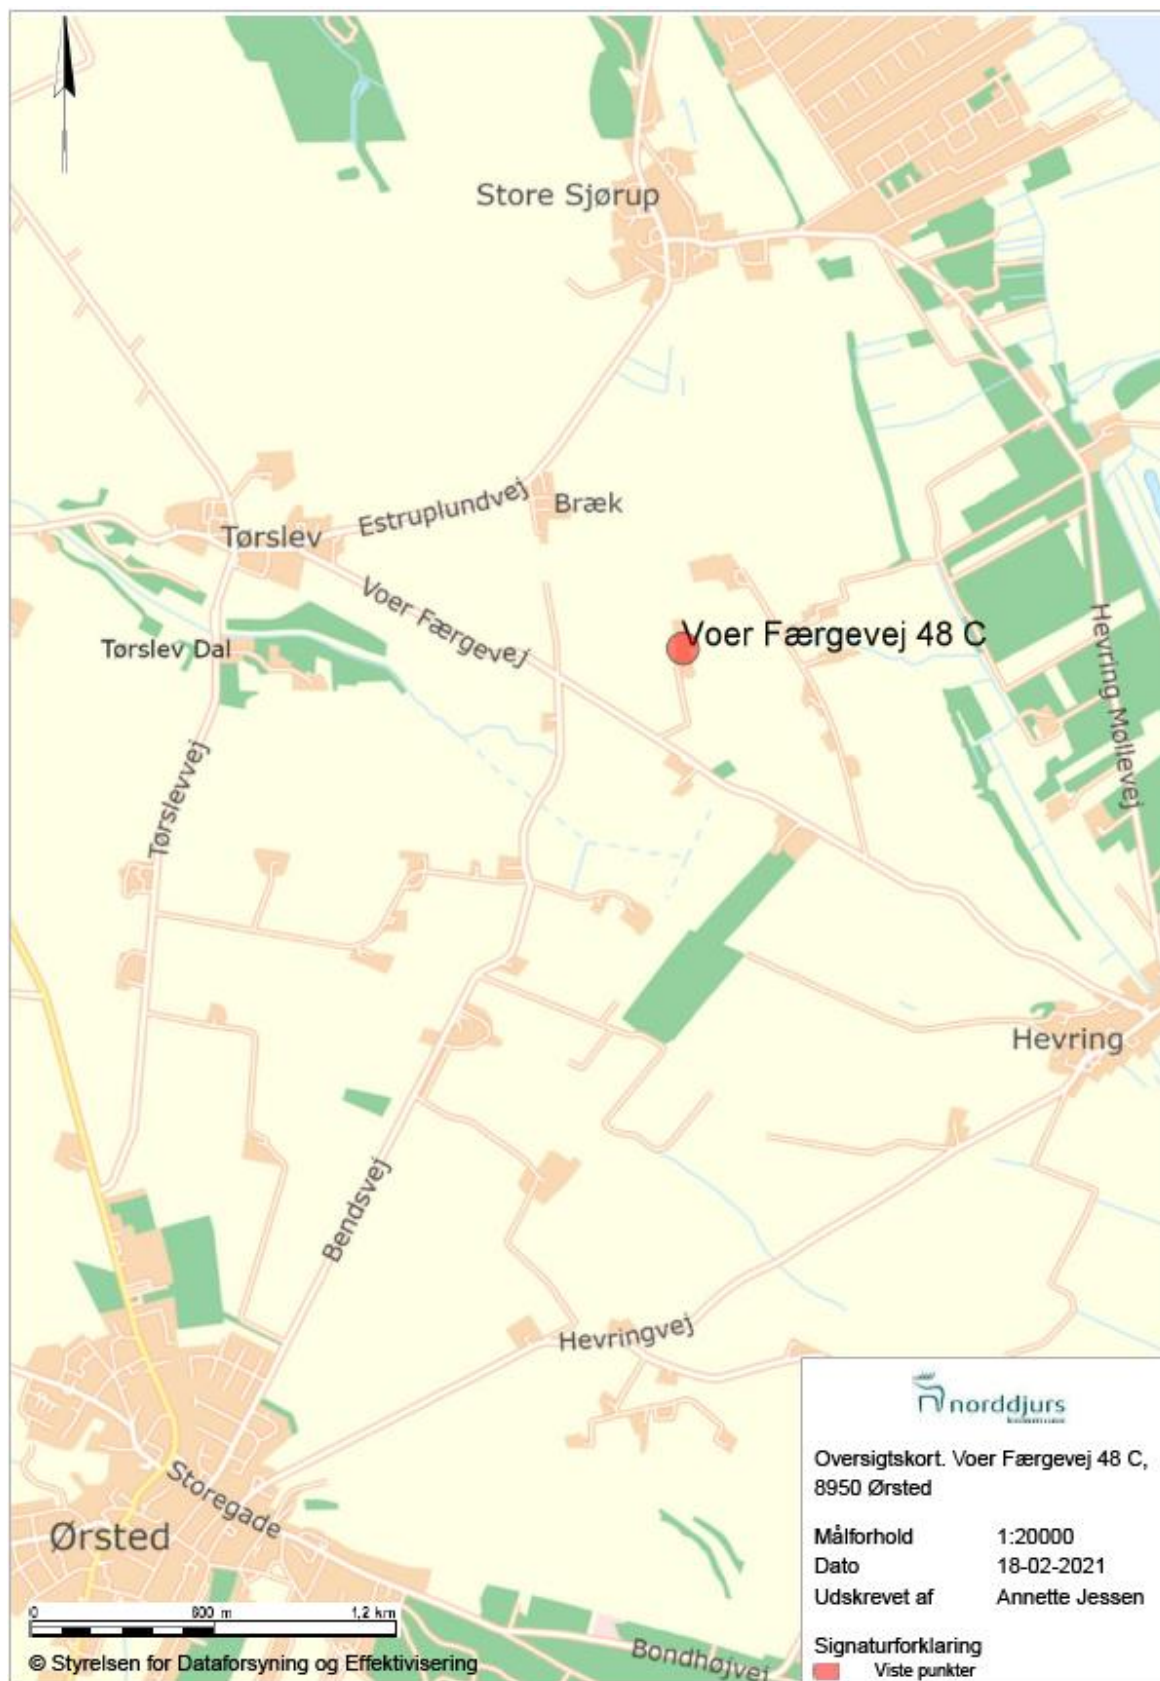 Store Sjørup
Estruplundvej
Bræk
Tørslev
Voer Færgevej
Voer Færgevej 48 C
Tørslev Dal
Hevring Møllevej
Tørslevvej
Hevring
Bendsvej
Hevringvej
Storegade
Ørsted
Bondhøjvej
0 600 m 1,2 km
© Styrelsen for Dataforsyning og Effektivisering
norddjurs
kommune
Oversigtskort. Voer Færgevej 48 C,
8950 Ørsted
Målforhold 1:20000
Dato 18-02-2021
Udskrevet af Annette Jessen
Signaturforklaring
Viste punkter